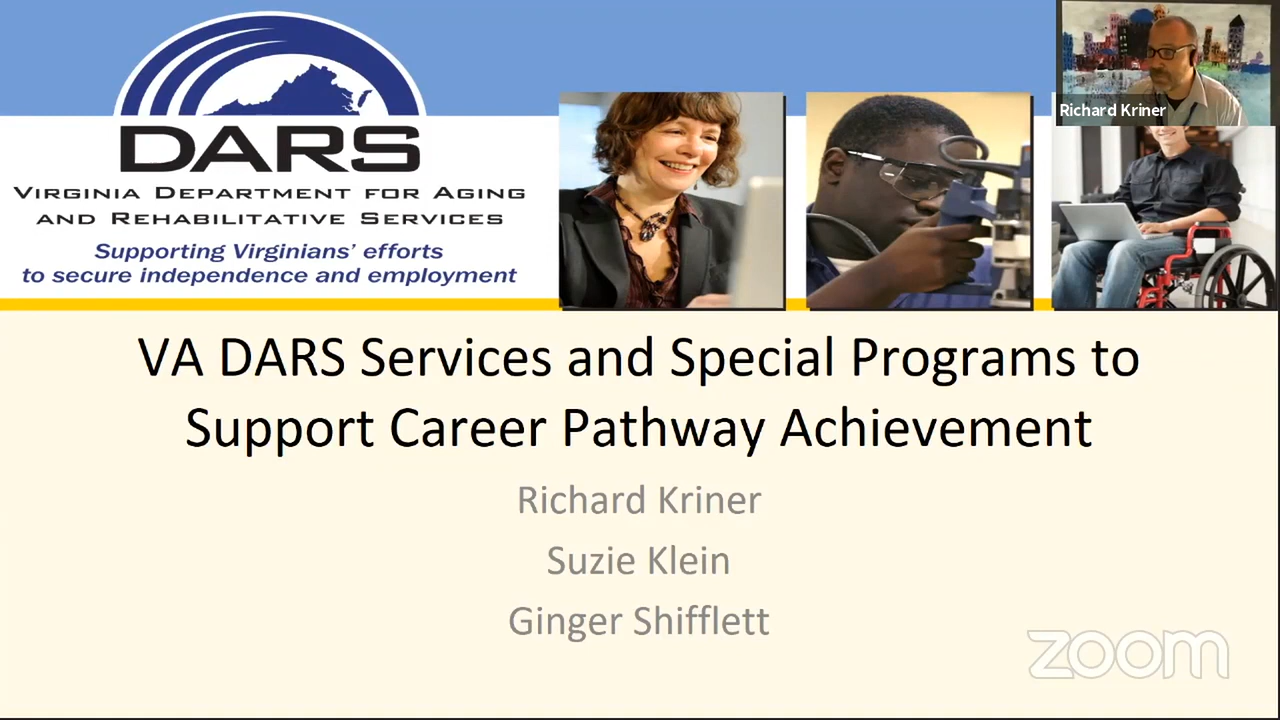 Richard Kriner
DARS
VIRGINIA DEPARTMENT FOR AGING
AND REHABILITATIVE SERVICES
Supporting Virginians’ efforts
to secure independence and employment
VA DARS Services and Special Programs to
Support Career Pathway Achievement
Richard Kriner
Suzie Klein
Ginger Shifflett
zoom